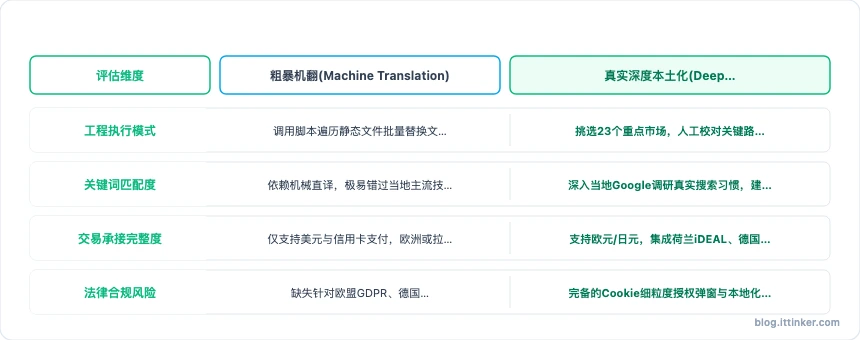 评估维度 粗暴机翻(Machine Translation) 真实深度本土化(Deep...
工程执行模式 调用脚本遍历静态文件批量替换文... 挑选23个重点市场，人工校对关键路...
关键词匹配度 依赖机械直译，极易错过当地主流技... 深入当地Google调研真实搜索习惯，建...
交易承接完整度 仅支持美元与信用卡支付，欧洲或拉... 支持欧元/日元，集成荷兰iDEAL、德国...
法律合规风险 缺失针对欧盟GDPR、德国... 完备的Cookie细粒度授权弹窗与本地化...
blog.ittinker.com